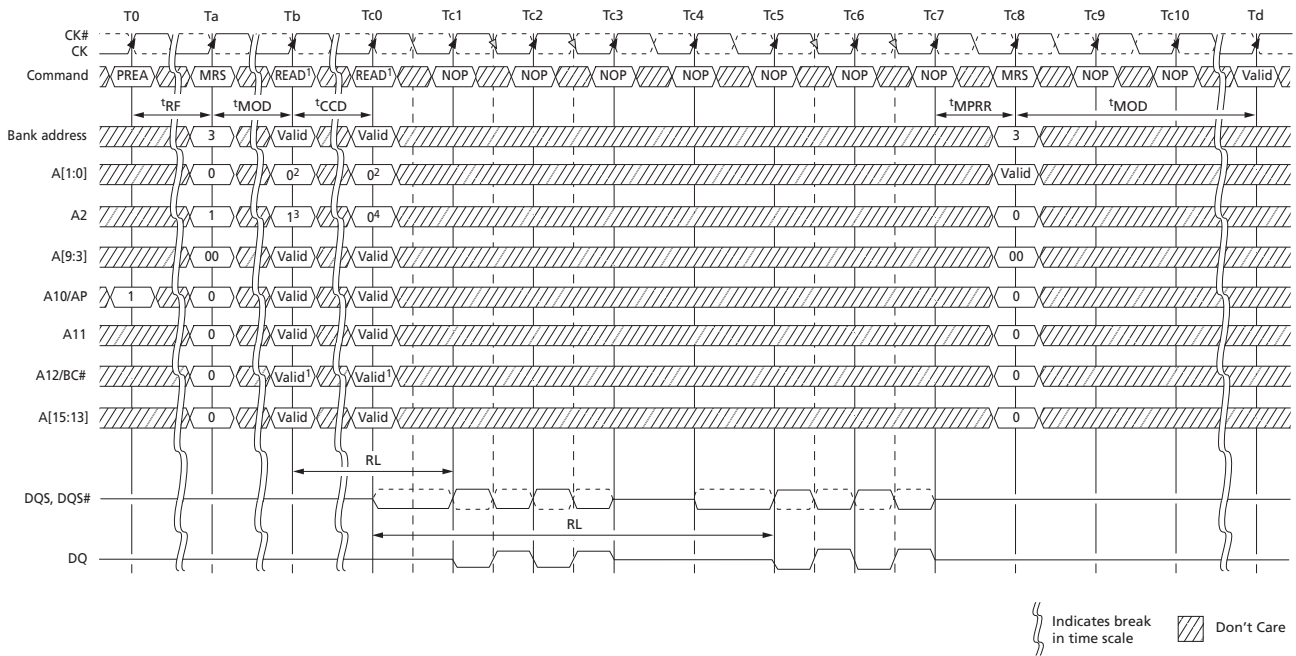 T0 Ta Tb Tc0 Tc1 Tc2 Tc3 Tc4 Tc5 Tc6 Tc7 Tc8 Tc9 Tc10 Td
CK#
CK
Command PREA MRS READ¹ READ¹ NOP NOP NOP NOP NOP NOP NOP MRS NOP NOP Valid
tRF tMOD tCCD tMPRR tMOD
Bank address 3 Valid Valid 3
A[1:0] 0 0² 0² Valid
A2 1 1³ 0⁴ 0
A[9:3] 00 Valid Valid 00
A10/AP 1 0 Valid Valid 0
A11 0 Valid Valid 0
A12/BC# 0 Valid¹ Valid¹ 0
A[15:13] 0 Valid Valid 0
RL
DQS, DQS#
RL
DQ
Indicates break
in time scale
Don't Care